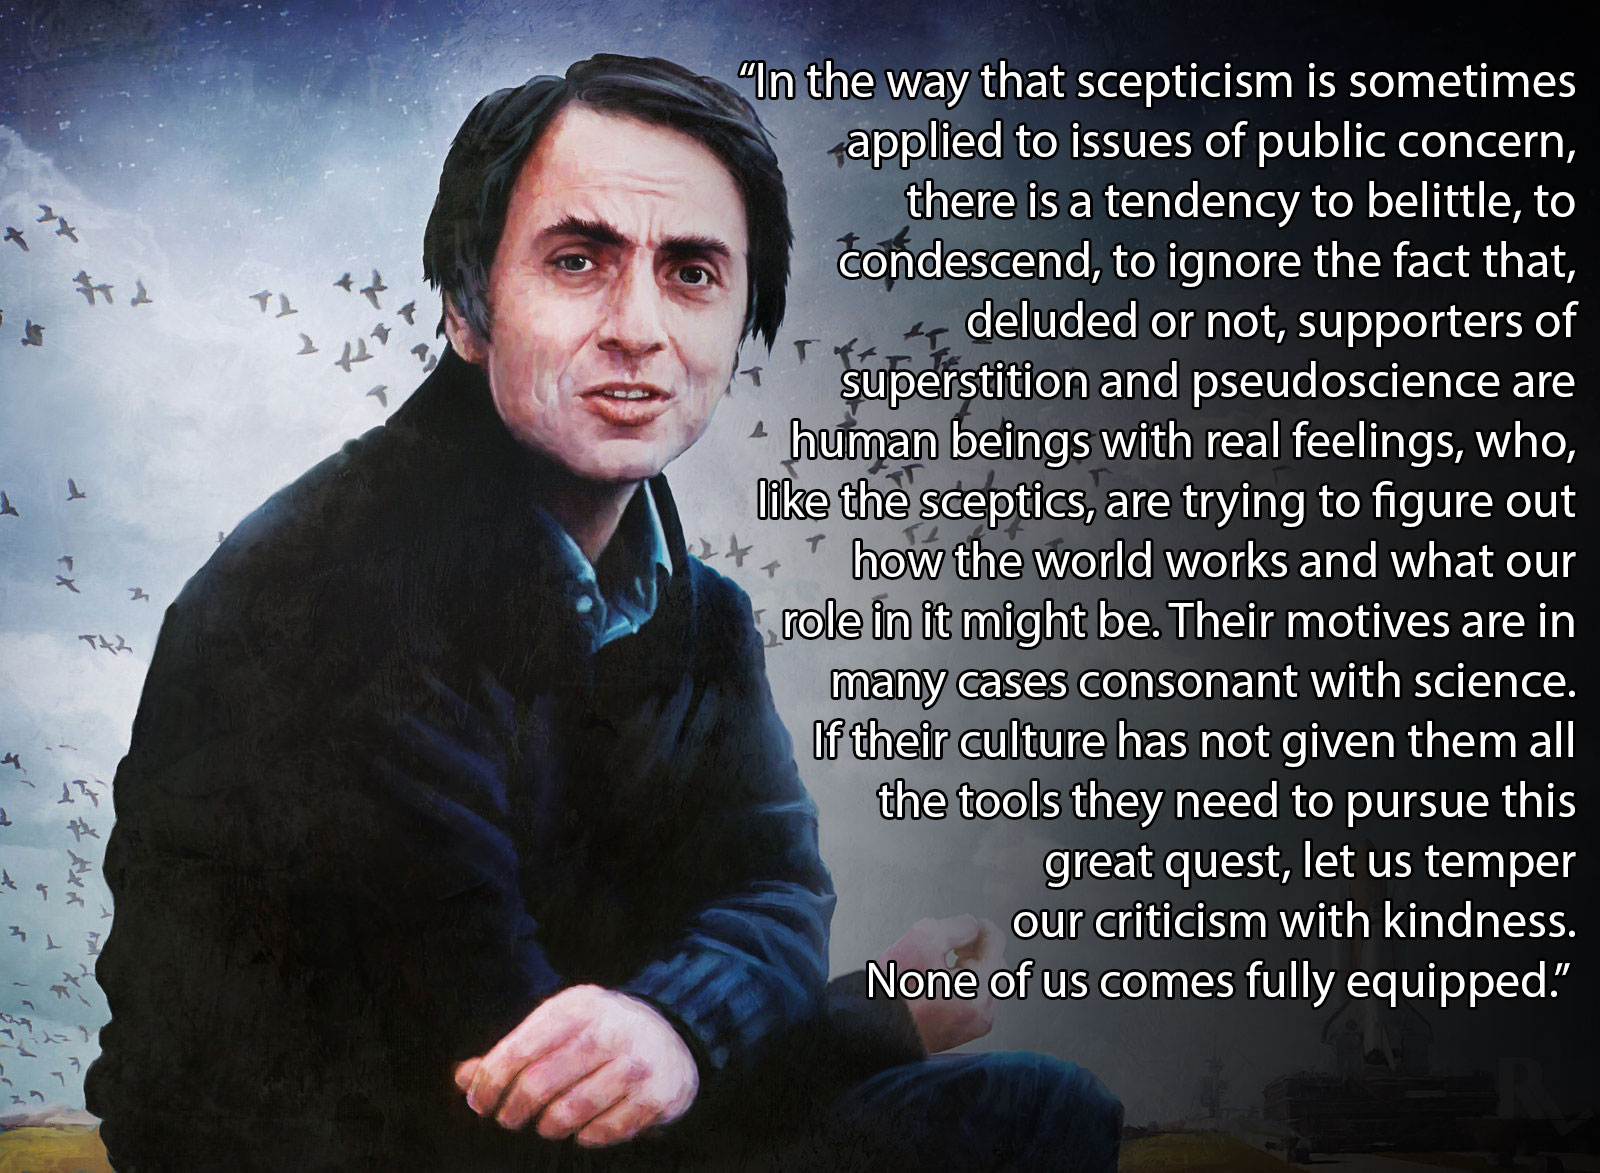 “In the way that scepticism is sometimes
applied to issues of public concern,
there is a tendency to belittle, to
condescend, to ignore the fact that,
deluded or not, supporters of
superstition and pseudoscience are
human beings with real feelings, who,
like the sceptics, are trying to figure out
how the world works and what our
role in it might be. Their motives are in
many cases consonant with science.
If their culture has not given them all
the tools they need to pursue this
great quest, let us temper
our criticism with kindness.
None of us comes fully equipped.”